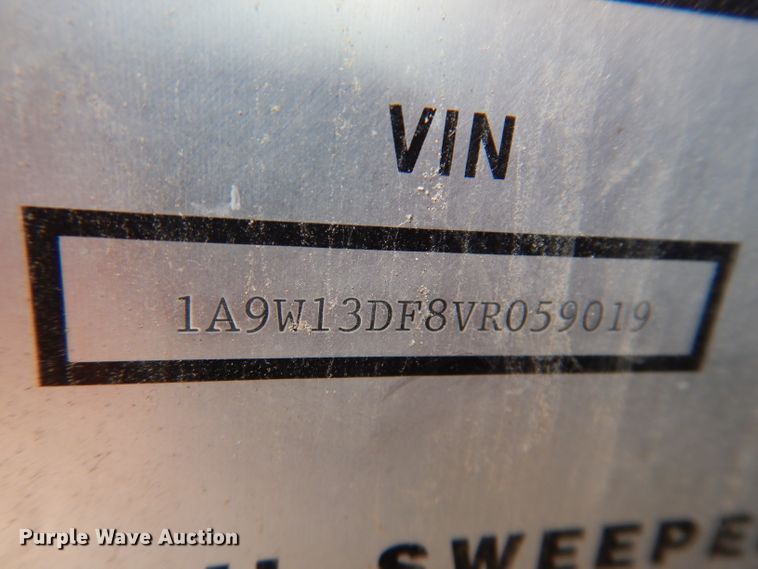 VIN
1A9W13DF8VR059019
Purple Wave Auction